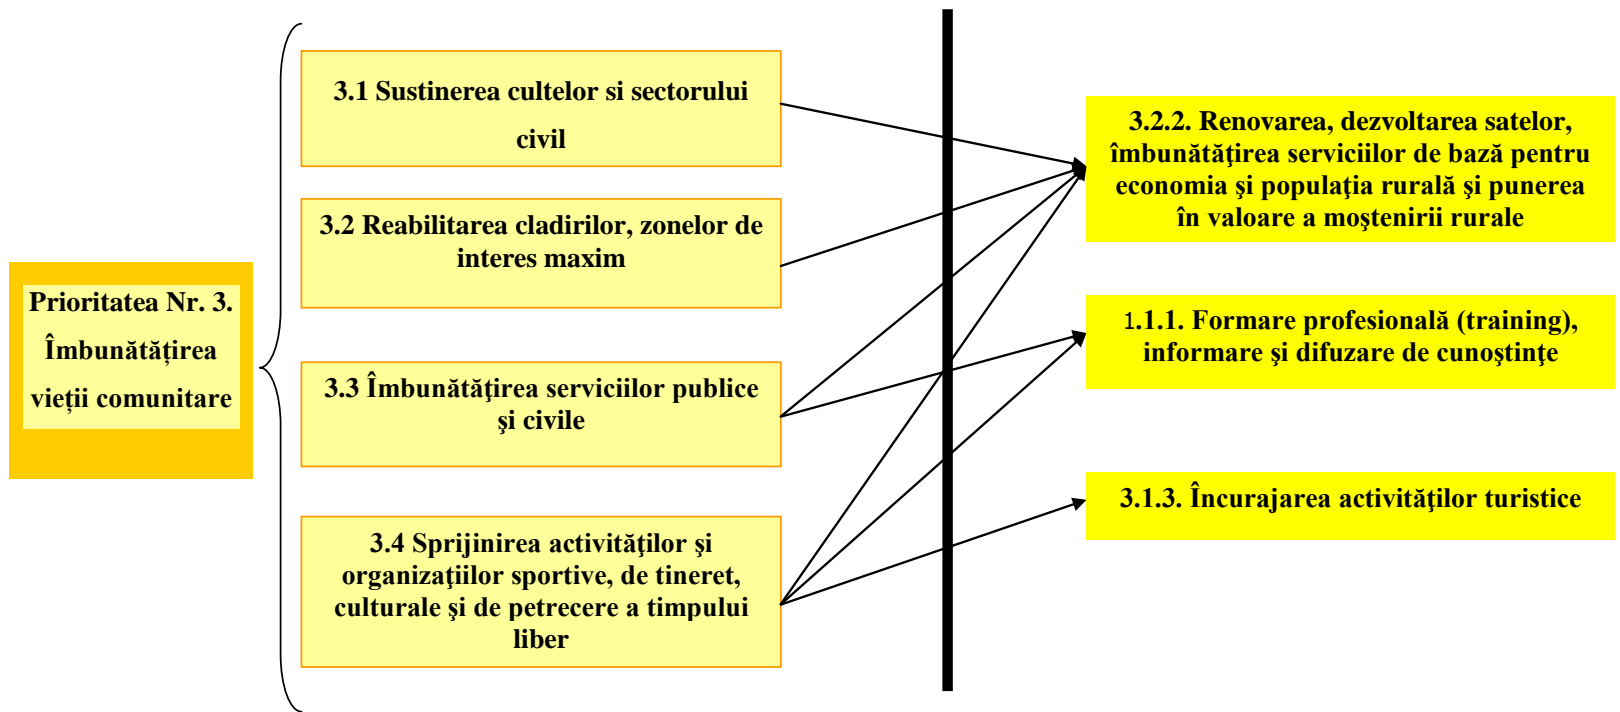 Prioritatea Nr. 3.
Îmbunătățirea
vieții comunitare
3.1 Sustinerea cultelor si sectorului
civil
3.2 Reabilitarea cladirilor, zonelor de
interes maxim
3.3 Îmbunătăţirea serviciilor publice
şi civile
3.4 Sprijinirea activităţilor şi
organizaţiilor sportive, de tineret,
culturale şi de petrecere a timpului
liber
3.2.2. Renovarea, dezvoltarea satelor,
îmbunătăţirea serviciilor de bază pentru
economia şi populaţia rurală şi punerea
în valoare a moştenirii rurale
1.1.1. Formare profesională (training),
informare şi difuzare de cunoştinţe
3.1.3. Încurajarea activităţilor turistice